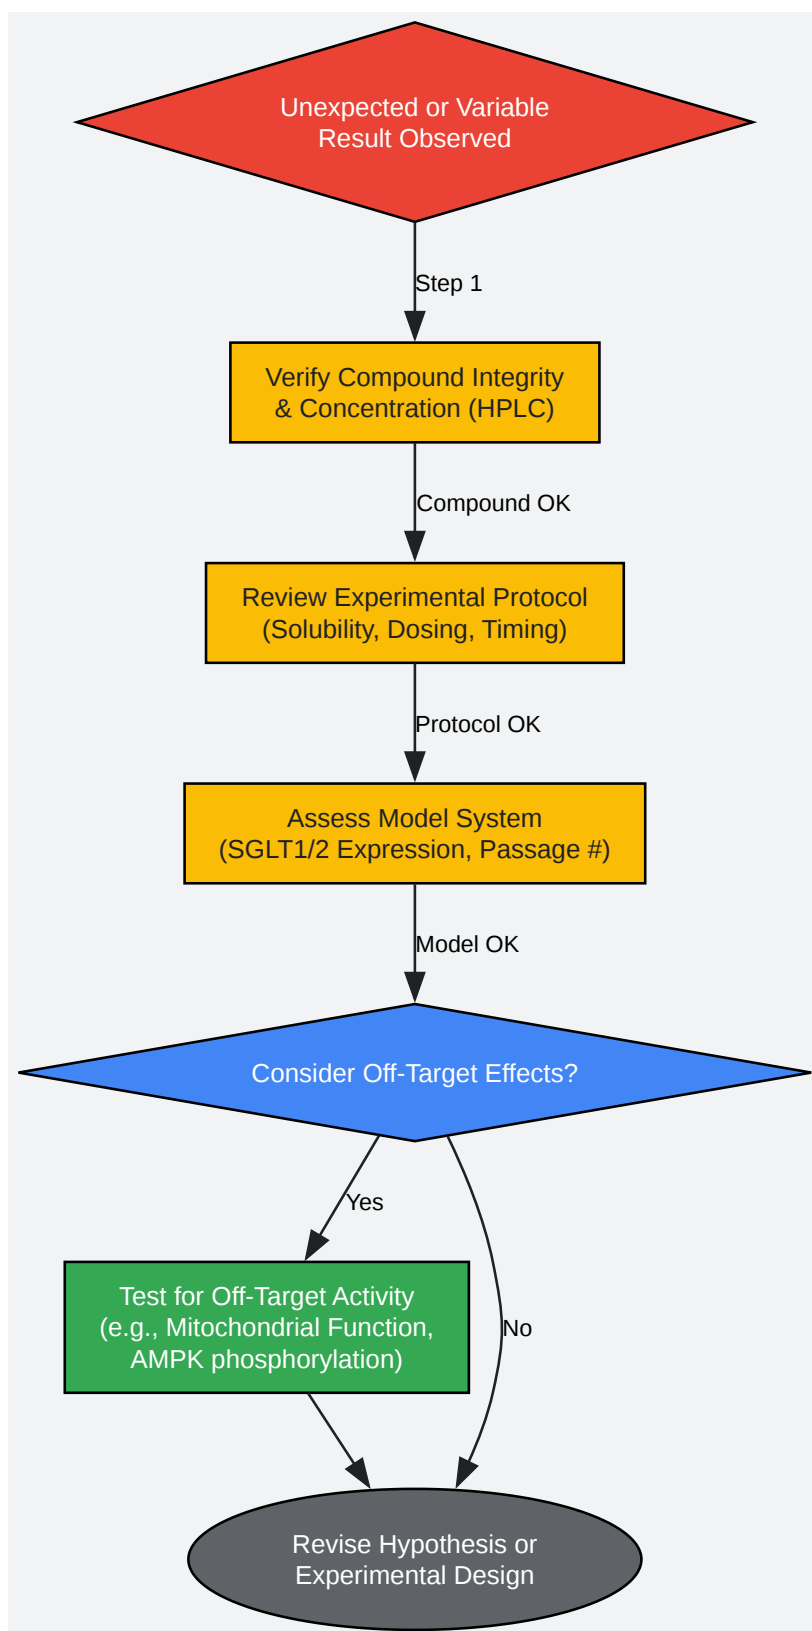 Unexpected or Variable
Result Observed
Step 1
Verify Compound Integrity
& Concentration (HPLC)
Compound OK
Review Experimental Protocol
(Solubility, Dosing, Timing)
Protocol OK
Assess Model System
(SGLT1/2 Expression, Passage #)
Model OK
Consider Off-Target Effects?
Yes
Test for Off-Target Activity
(e.g., Mitochondrial Function,
AMPK phosphorylation)
No
Revise Hypothesis or
Experimental Design